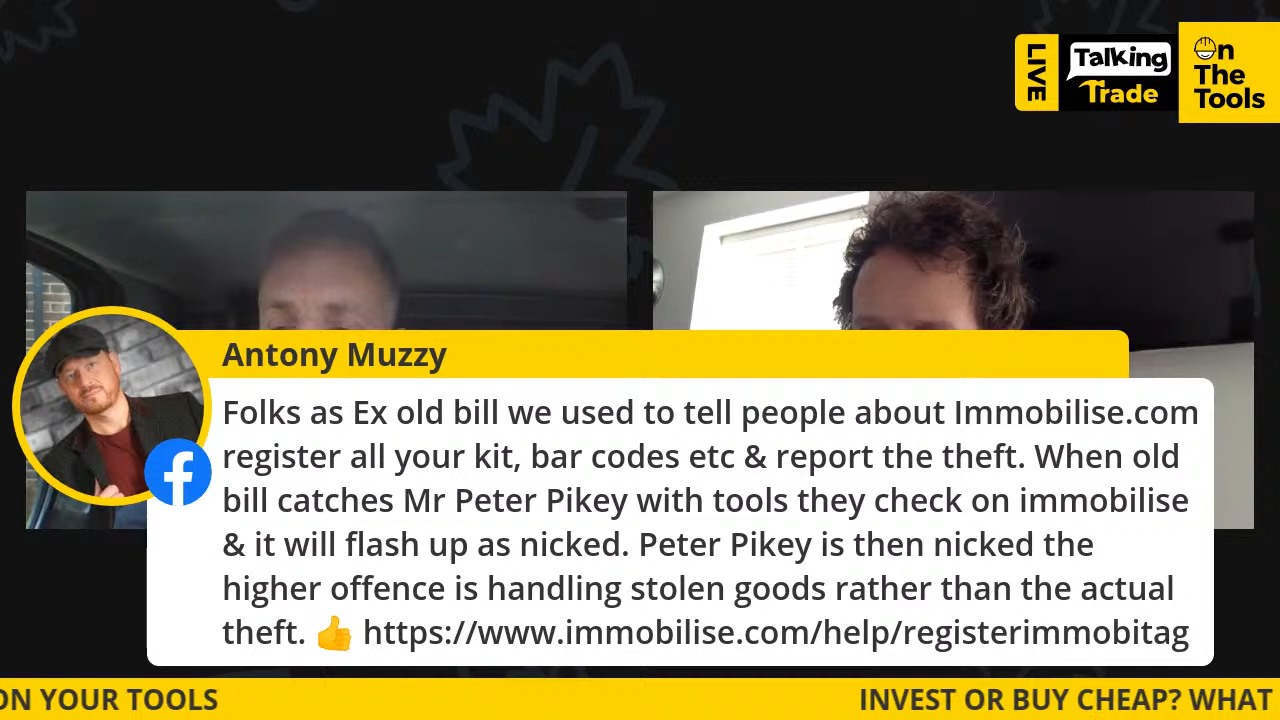 LIVE
Talking
Trade
On
The
Tools
Antony Muzzy
Folks as Ex old bill we used to tell people about Immobilise.com
register all your kit, bar codes etc & report the theft. When old
bill catches Mr Peter Pikey with tools they check on immobilise
& it will flash up as nicked. Peter Pikey is then nicked the
higher offence is handling stolen goods rather than the actual
theft. 👍 https://www.immobilise.com/help/registerimmobitag
ON YOUR TOOLS
INVEST OR BUY CHEAP? WHAT